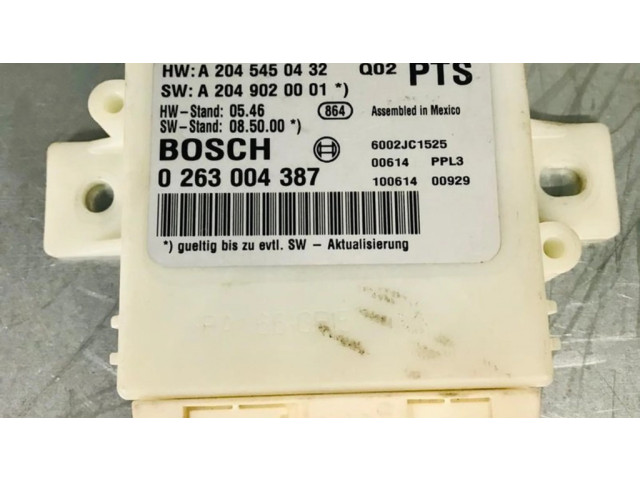 HW: A 204 545 04 32 Q02 PTS
SW: A 204 902 00 01 *)
HW-Stand: 05.46 864 Assembled in Mexico
SW-Stand: 08.50.00 *)
BOSCH 6002JC1525
00614 PPL3
0 263 004 387 100614 00929
*) gueltig bis zu evtl. SW - Aktualisierung